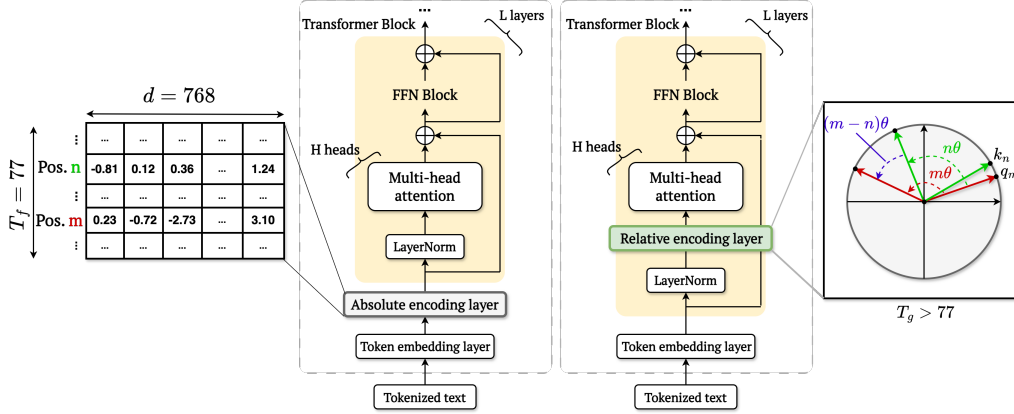 d = 768
T_f = 77
...
Pos. n
...
Pos. m
...
... ... ... ... ...
-0.81 0.12 0.36 ... 1.24
... ... ... ... ...
0.23 -0.72 -2.73 ... 3.10
... ... ... ... ...
...
Transformer Block
L layers
FFN Block
H heads
Multi-head
attention
LayerNorm
Absolute encoding layer
Token embedding layer
Tokenized text
...
Transformer Block
L layers
FFN Block
H heads
Multi-head
attention
Relative encoding layer
LayerNorm
Token embedding layer
Tokenized text
(m − n)θ
nθ
mθ
k_n
T_g > 77